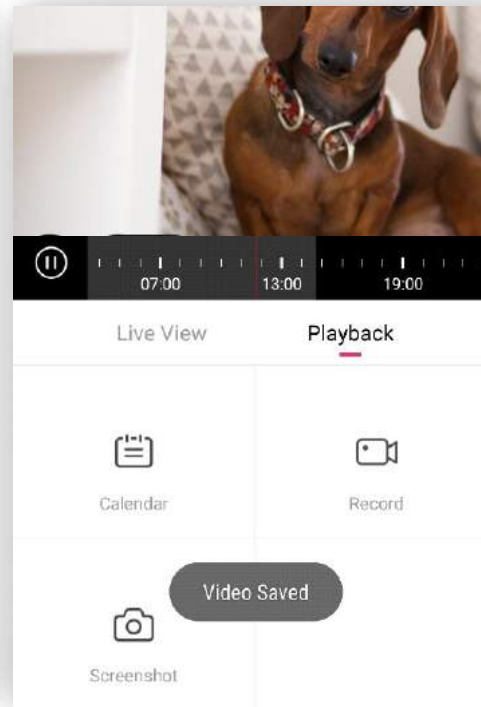 07:00 13:00 19:00
Live View Playback
Calendar Record
Video Saved
Screenshot